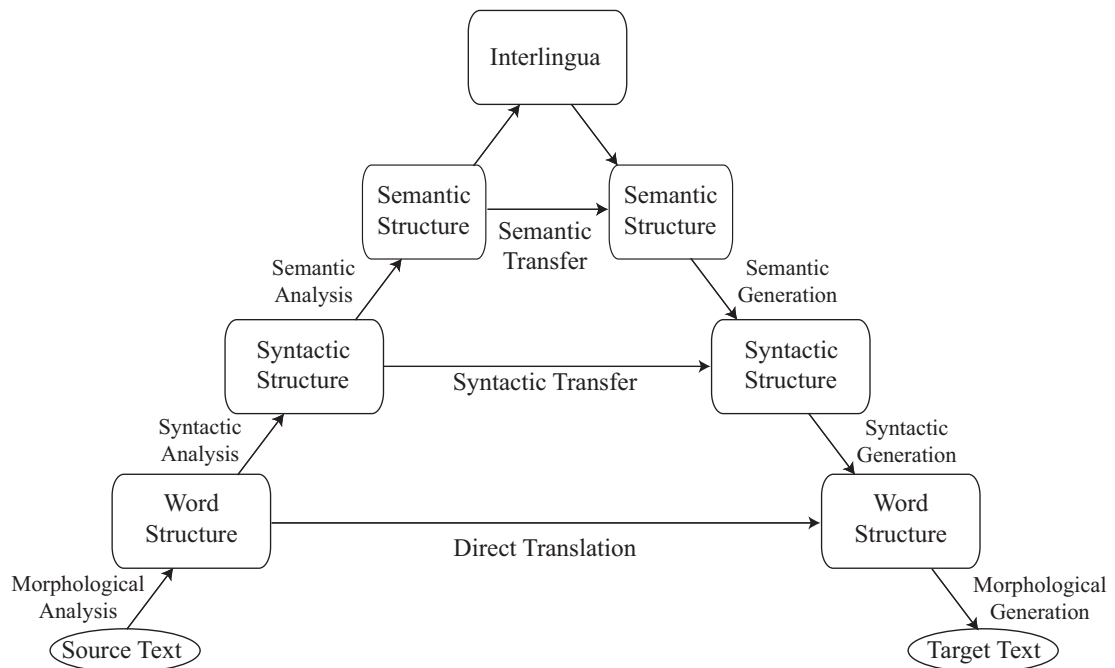 Interlingua
Semantic
Structure
Semantic
Structure
Semantic
Transfer
Semantic
Analysis
Semantic
Generation
Syntactic
Structure
Syntactic
Structure
Syntactic Transfer
Syntactic
Analysis
Syntactic
Generation
Word
Structure
Word
Structure
Direct Translation
Morphological
Analysis
Morphological
Generation
Source Text
Target Text